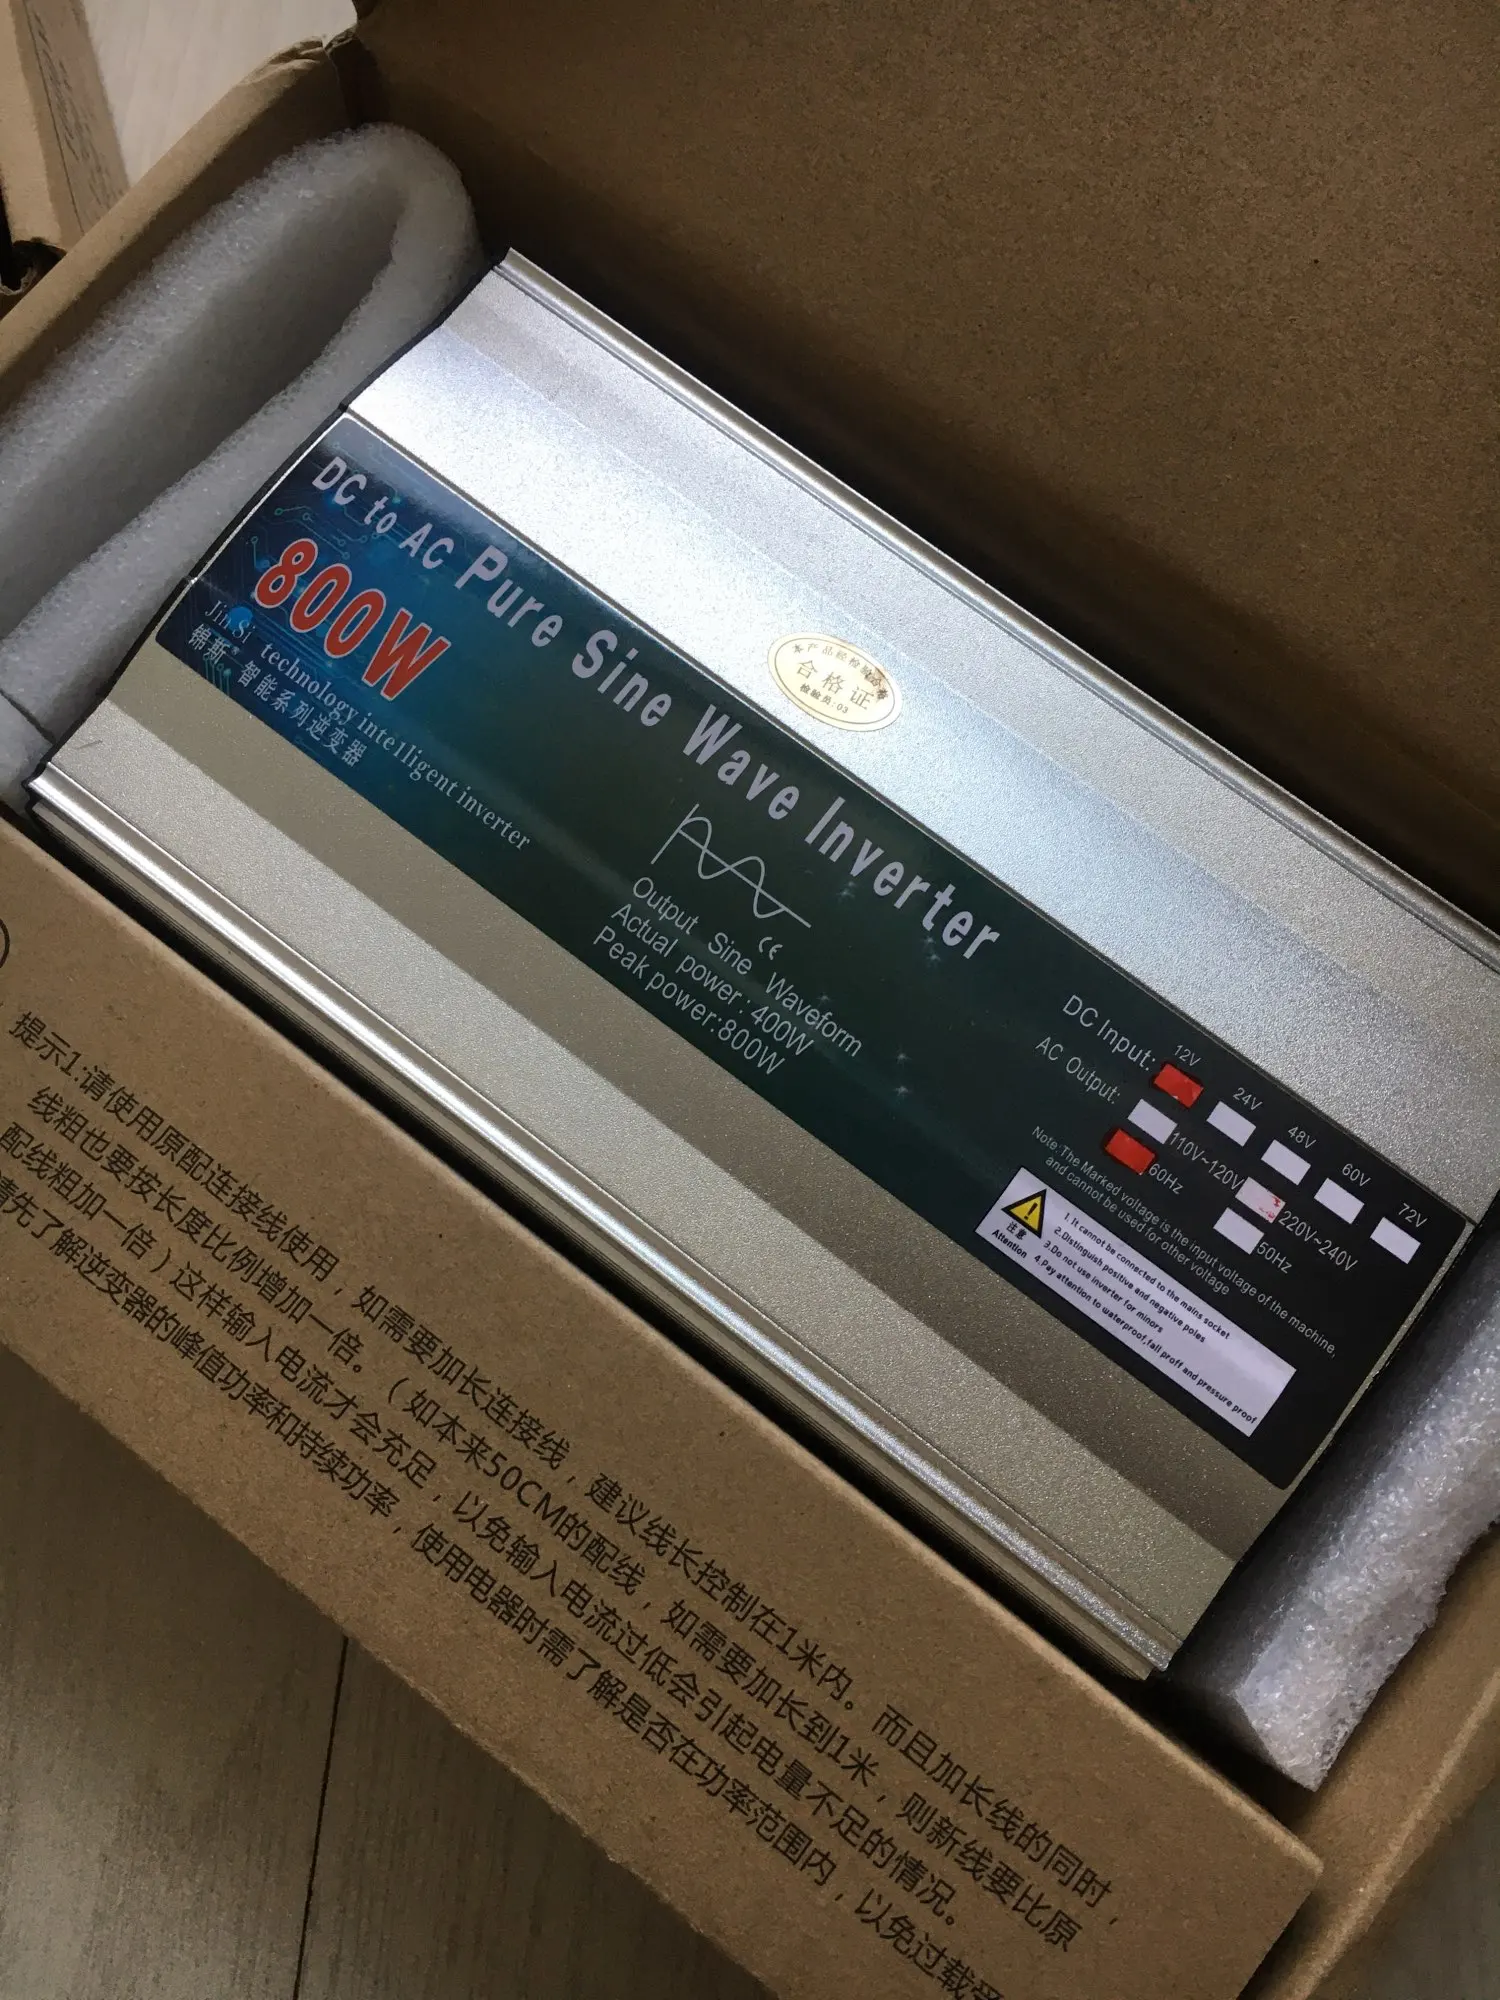 DC to AC Pure Sine Wave Inverter
800W
Jin Si technology intelligent inverter
锦斯 智能系列逆变器
本产品经检验合格
合格证
检验员:03
Output Sine Waveform
Actual power: 400W
Peak power:800W
DC Input: 12V 24V 48V 60V 72V
AC Output: 110V~120V 220V~240V
60Hz 50Hz
Note:The Marked voltage is the input voltage of the machine,
and cannot be used for other voltage
注意
Attention
1. It cannot be connected to the mains socket
2.Distinguish positive and negative poles
3.Do not use inverter for minors
4.Pay attention to waterproof,fall proff and pressure proof
提示1:请使用原配连接线使用，如需要加长连接线，建议线长控制在1米内。而且加长线的同时，
线粗也要按长度比例增加一倍。（如本来50CM的配线，如需要加长到1米，则新线要比原
配线粗加一倍）这样输入电流才会充足，以免输入电流过低会引起电量不足的情况。
请先了解逆变器的峰值功率和持续功率，使用电器时需了解是否在功率范围内，以免过载